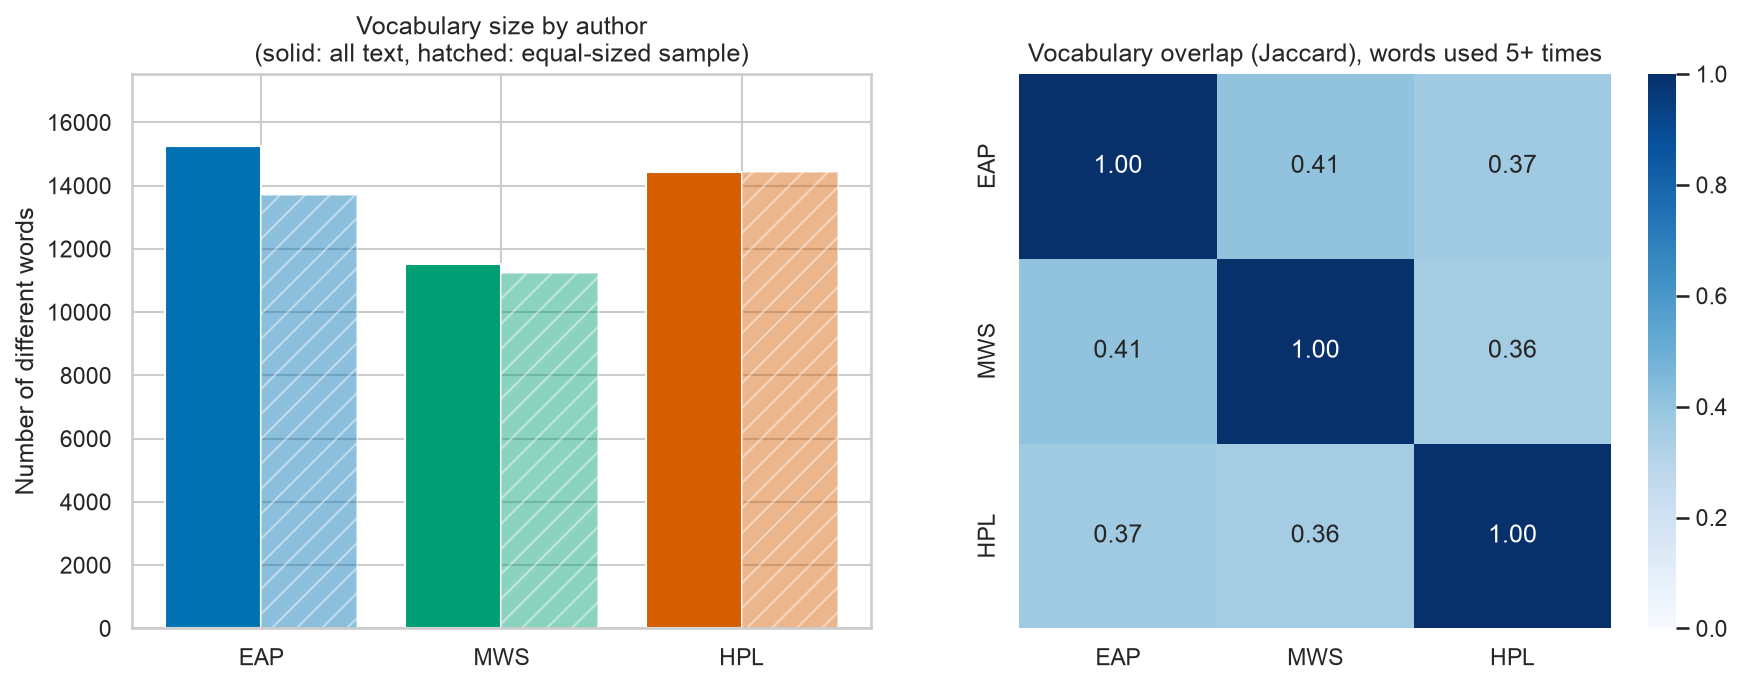 Vocabulary size by author
(solid: all text, hatched: equal-sized sample)
Number of different words
16000
14000
12000
10000
8000
6000
4000
2000
0
EAP
MWS
HPL
Vocabulary overlap (Jaccard), words used 5+ times
EAP
1.00
0.41
0.37
MWS
0.41
1.00
0.36
HPL
0.37
0.36
1.00
EAP
MWS
HPL
1.0
0.8
0.6
0.4
0.2
0.0